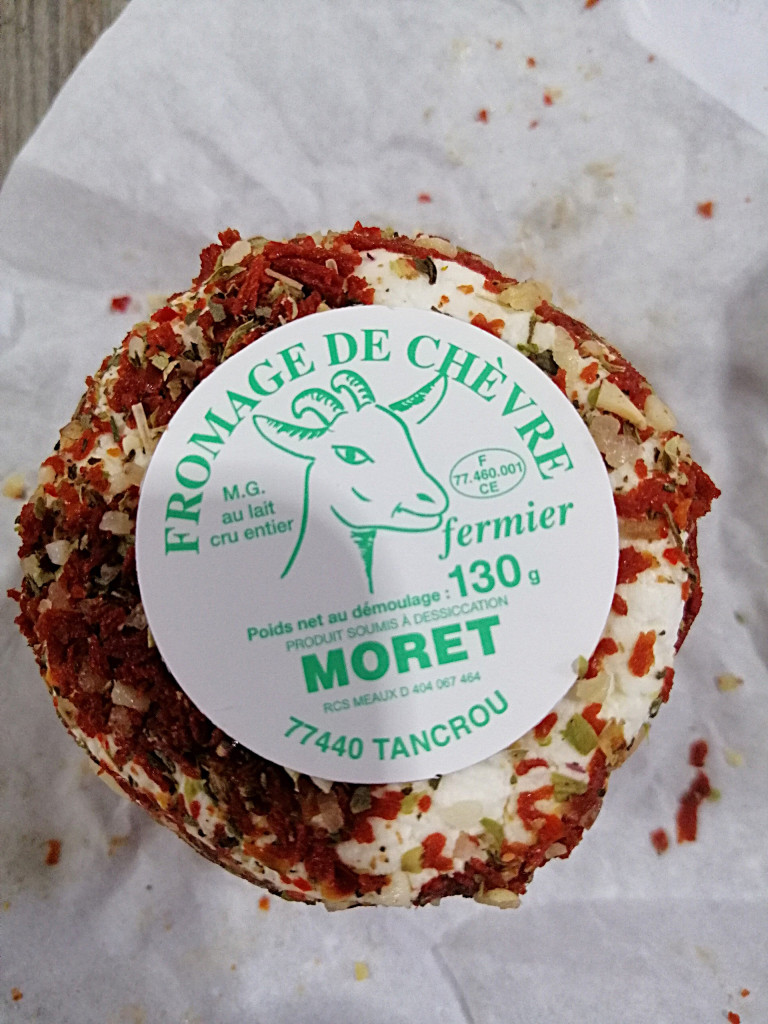 FROMAGE DE CHÈVRE
M.G.
au lait
cru entier
F
77.460.001
CE
fermier
Poids net au démoulage : 130 g
PRODUIT SOUMIS À DESSICCATION
MORET
RCS MEAUX D 404 067 464
77440 TANCROU